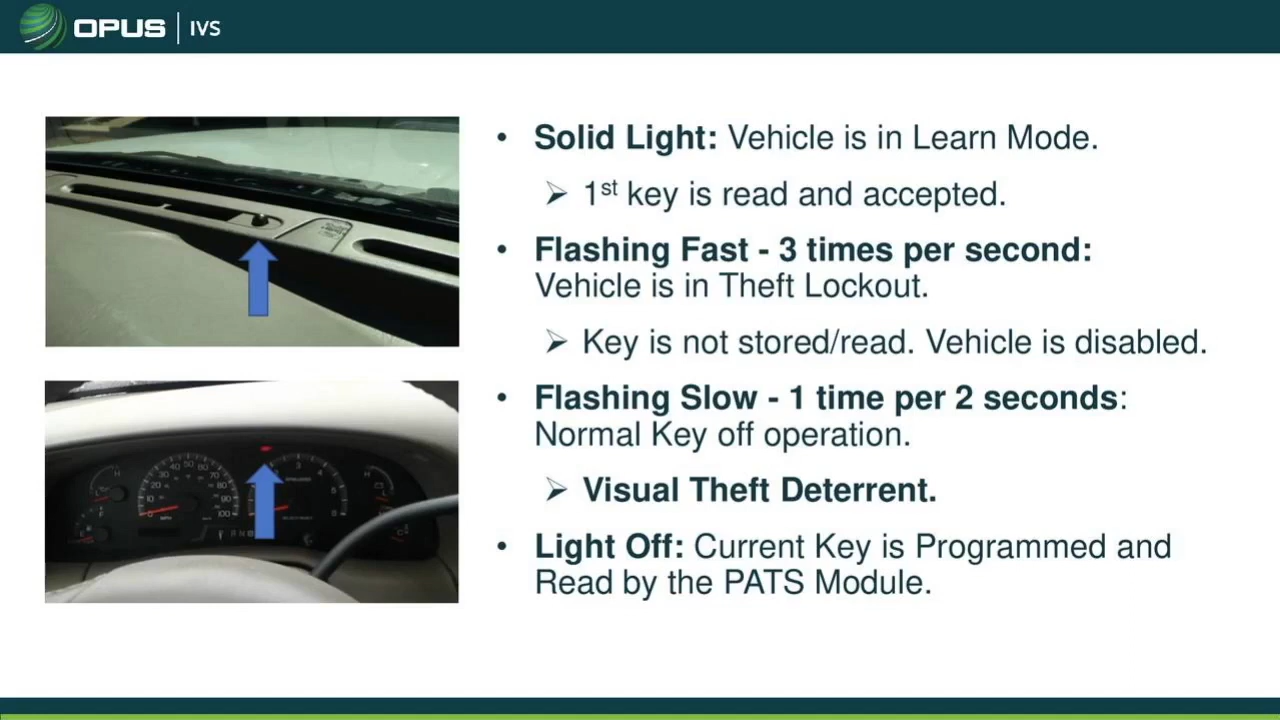 OPUS | IVS
• Solid Light: Vehicle is in Learn Mode.
➢ 1st key is read and accepted.
• Flashing Fast - 3 times per second:
Vehicle is in Theft Lockout.
➢ Key is not stored/read. Vehicle is disabled.
• Flashing Slow - 1 time per 2 seconds:
Normal Key off operation.
➢ Visual Theft Deterrent.
• Light Off: Current Key is Programmed and
Read by the PATS Module.